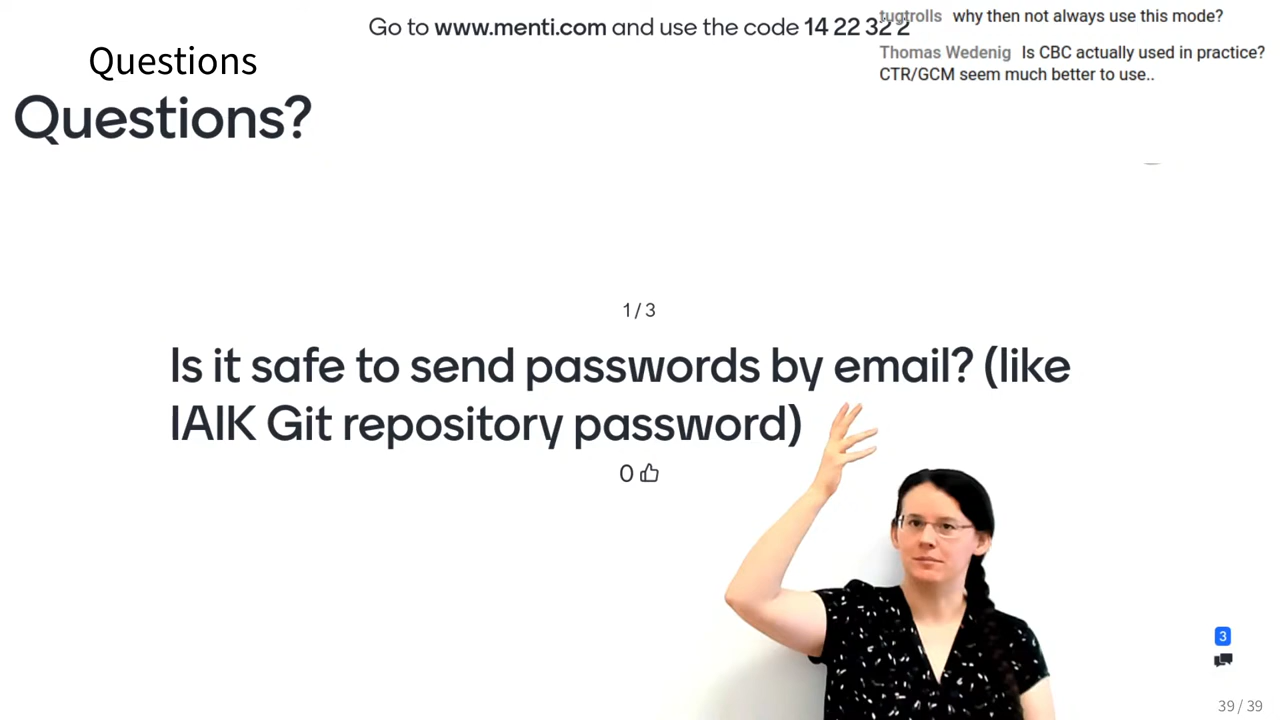 Go to www.menti.com and use the code 14 22 32 2
tugtrolls why then not always use this mode?
Thomas Wedenig Is CBC actually used in practice?
CTR/GCM seem much better to use..
Questions
Questions?
1 / 3
Is it safe to send passwords by email? (like
IAIK Git repository password)
0
3
39 / 39